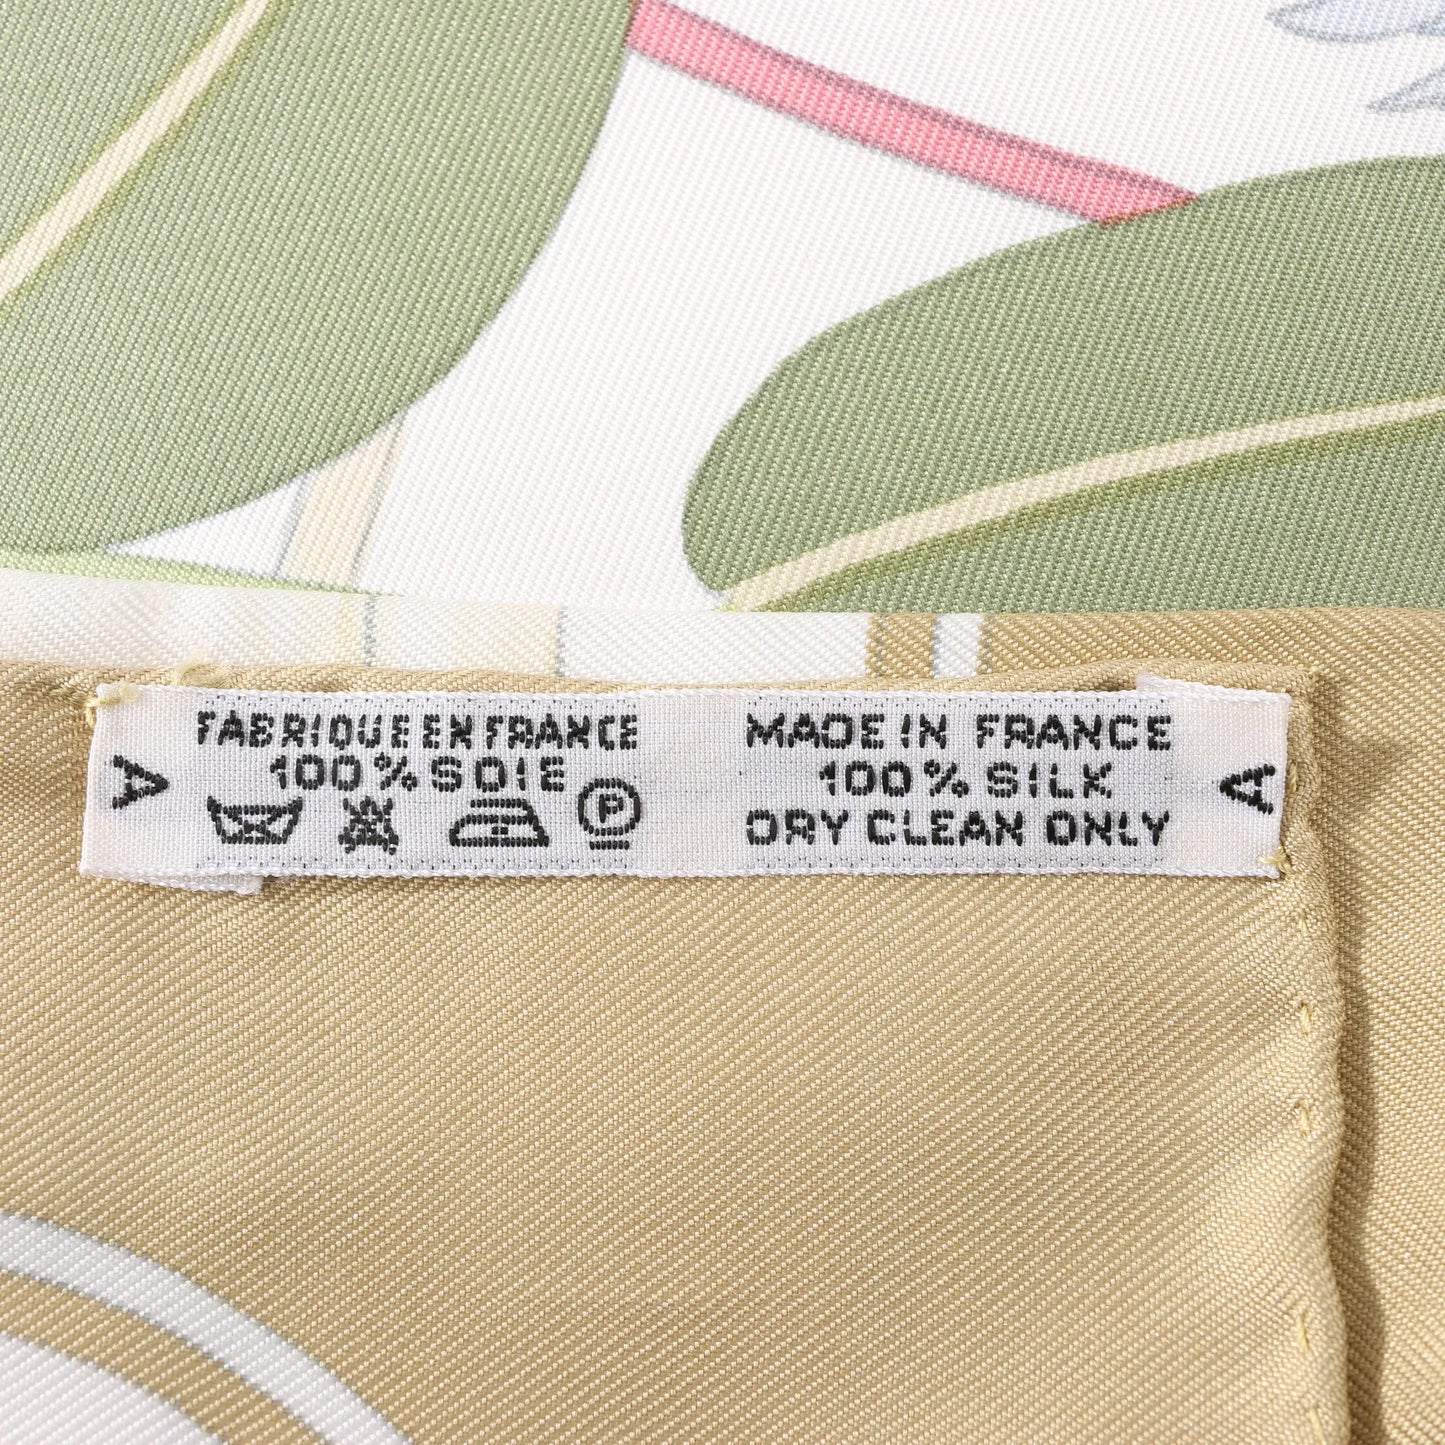 A
FABRIQUE EN FRANCE
100% SOIE
P
MADE IN FRANCE
100% SILK
DRY CLEAN ONLY
A